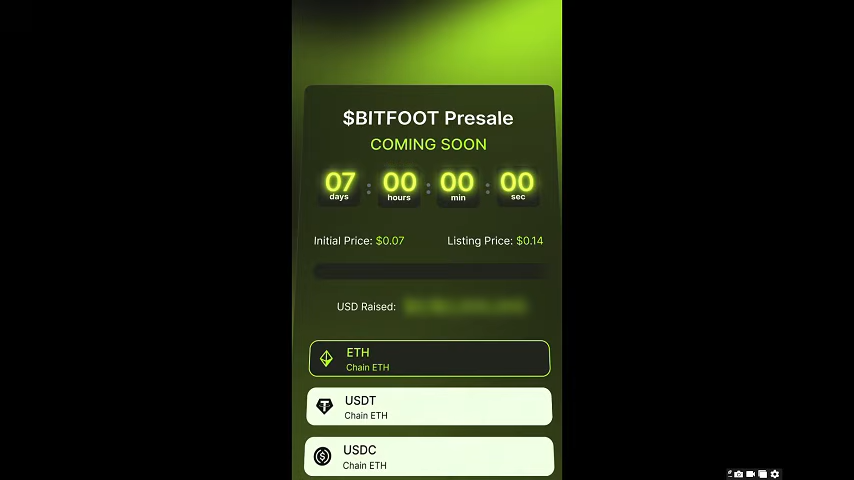 $BITFOOT Presale
COMING SOON
07 : 00 : 00 : 00
days hours min sec
Initial Price: $0.07 Listing Price: $0.14
USD Raised:
ETH
Chain ETH
USDT
Chain ETH
USDC
Chain ETH